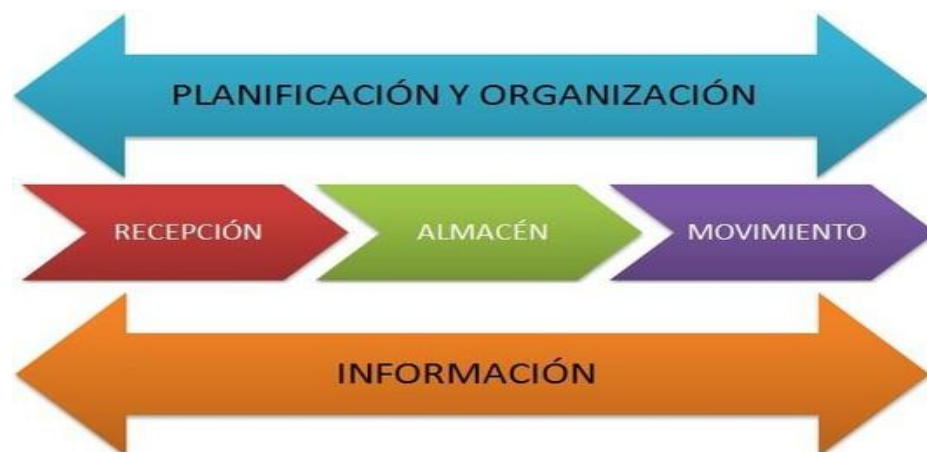 PLANIFICACIÓN Y ORGANIZACIÓN
RECEPCIÓN
ALMACÉN
MOVIMIENTO
INFORMACIÓN